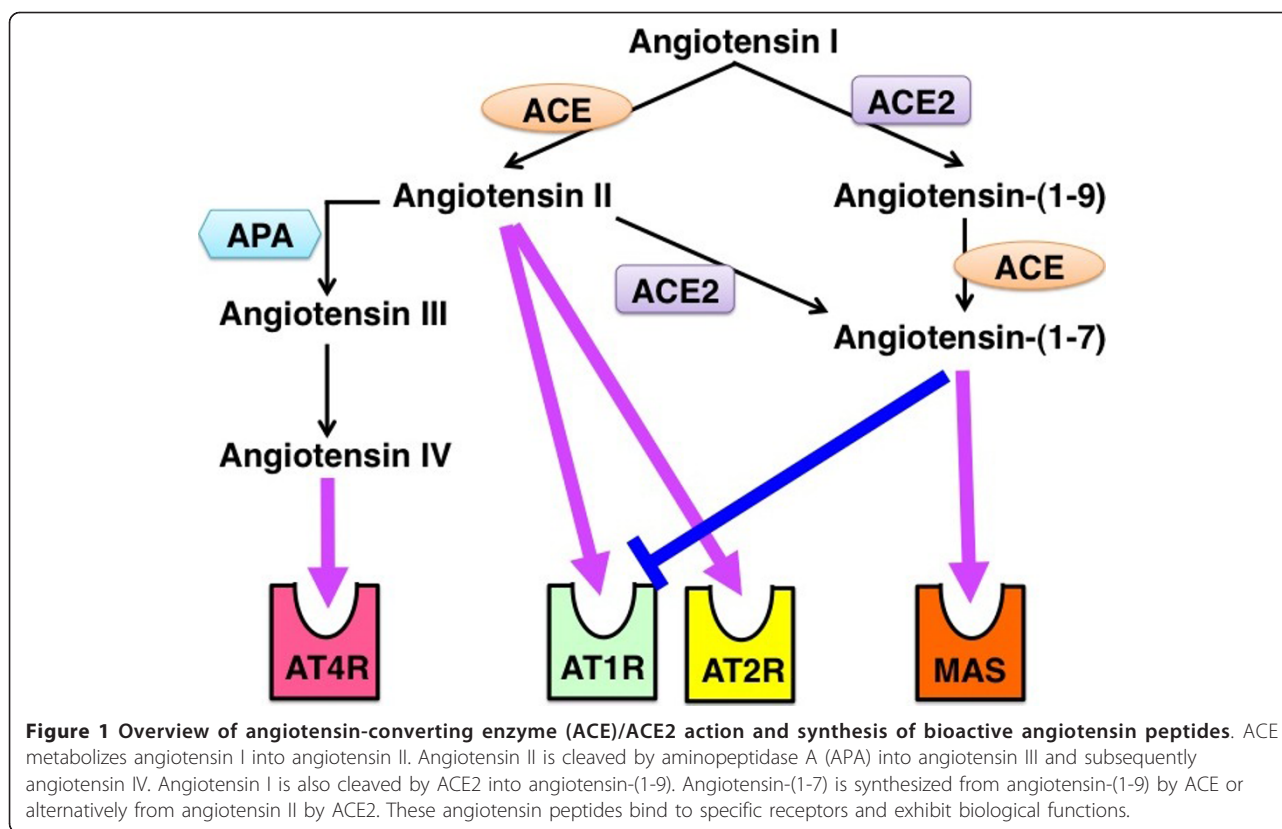 Angiotensin I
ACE
ACE2
Angiotensin II
Angiotensin-(1-9)
APA
ACE2
ACE
Angiotensin III
Angiotensin-(1-7)
Angiotensin IV
AT4R
AT1R
AT2R
MAS
Figure 1 Overview of angiotensin-converting enzyme (ACE)/ACE2 action and synthesis of bioactive angiotensin peptides. ACE
metabolizes angiotensin I into angiotensin II. Angiotensin II is cleaved by aminopeptidase A (APA) into angiotensin III and subsequently
angiotensin IV. Angiotensin I is also cleaved by ACE2 into angiotensin-(1-9). Angiotensin-(1-7) is synthesized from angiotensin-(1-9) by ACE or
alternatively from angiotensin II by ACE2. These angiotensin peptides bind to specific receptors and exhibit biological functions.